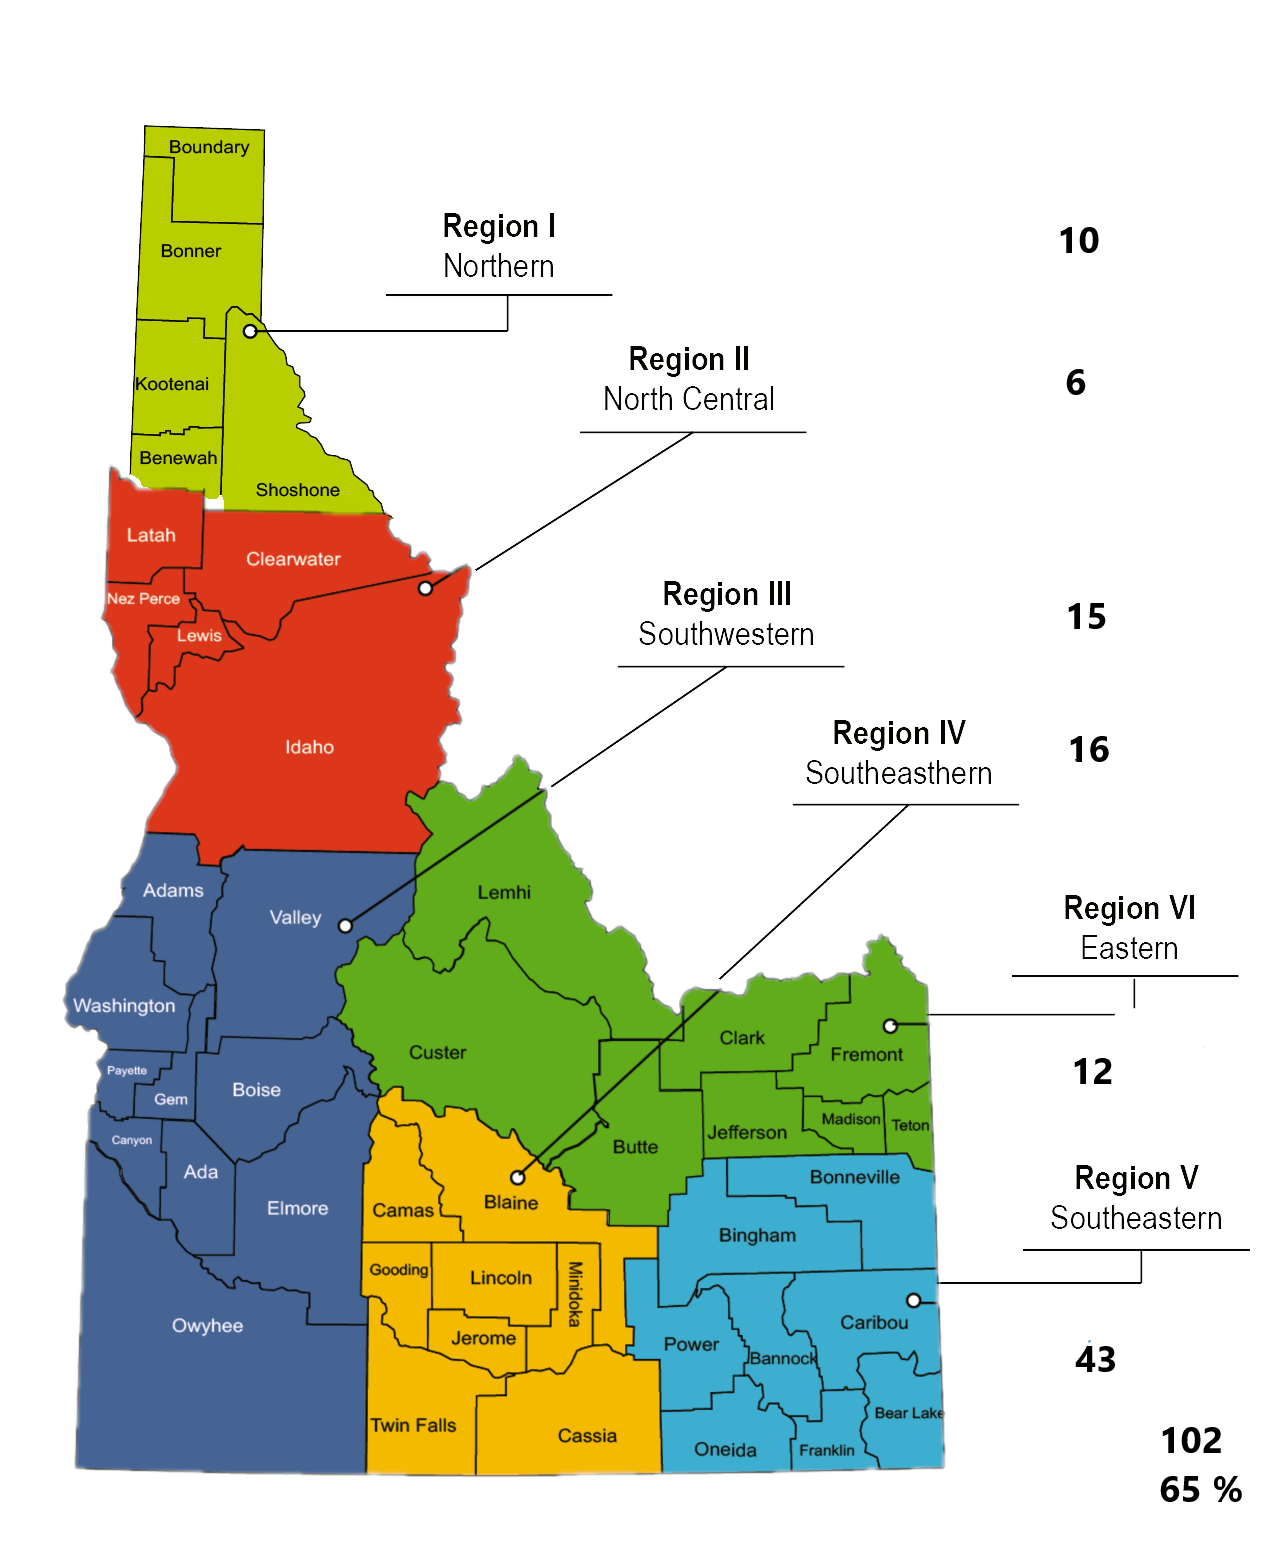 Boundary
Bonner
Region I
Northern
10
Kootenai
Region II
North Central
6
Benewah
Shoshone
Latah
Clearwater
Nez Perce
Lewis
Region III
Southwestern
15
Idaho
Region IV
Southeasthern
16
Adams
Valley
Lemhi
Region VI
Eastern
Washington
Custer
Clark
Fremont
12
Payette
Gem
Boise
Canyon
Ada
Butte
Jefferson
Madison
Teton
Elmore
Camas
Blaine
Bonneville
Region V
Southeastern
Bingham
Gooding
Lincoln
Minidoka
Owyhee
Jerome
Power
Bannock
Caribou
43
Twin Falls
Cassia
Oneida
Franklin
Bear Lake
102
65 %